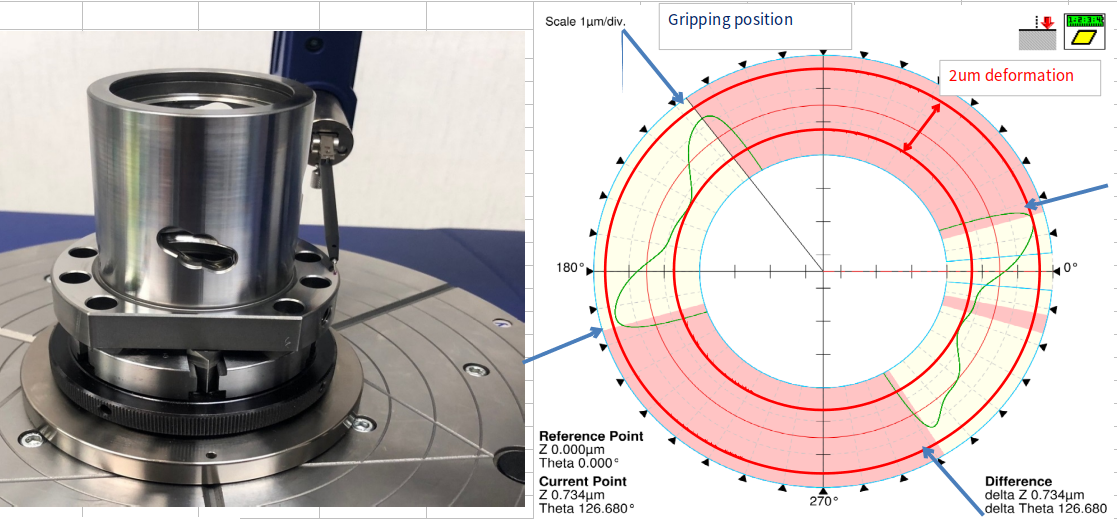 Scale 1µm/div.
Gripping position
2um deformation
180°
0°
270°
Reference Point
Z 0.000µm
Theta 0.000°
Current Point
Z 0.734µm
Theta 126.680°
Difference
delta Z 0.734µm
delta Theta 126.680